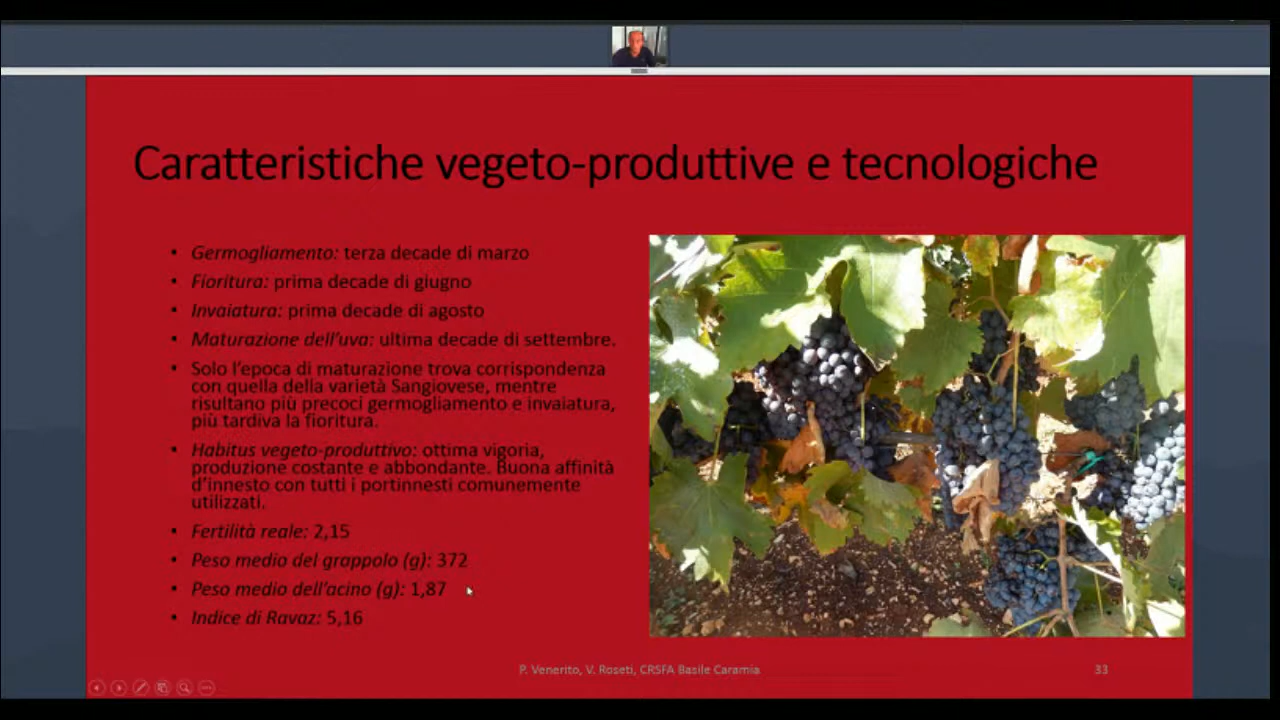 Caratteristiche vegeto-produttive e tecnologiche
• Germogliamento: terza decade di marzo
• Fioritura: prima decade di giugno
• Invaiatura: prima decade di agosto
• Maturazione dell'uva: ultima decade di settembre.
• Solo l'epoca di maturazione trova corrispondenza
con quella della varietà Sangiovese, mentre
risultano più precoci germogliamento e invaiatura,
più tardiva la fioritura.
• Habitus vegeto-produttivo: ottima vigoria,
produzione costante e abbondante. Buona affinità
d'innesto con tutti i portinnesti comunemente
utilizzati.
• Fertilità reale: 2,15
• Peso medio del grappolo (g): 372
• Peso medio dell'acino (g): 1,87
• Indice di Ravaz: 5,16
P. Venerito, V. Roseti, CRSFA Basile Caramia
33